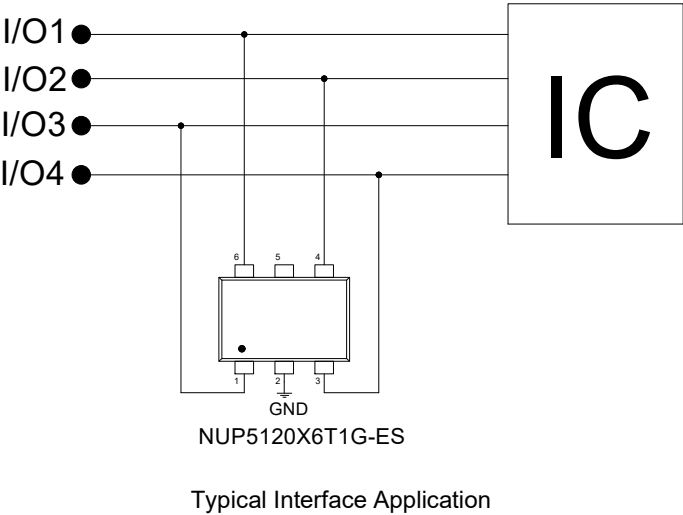 I/O1
I/O2
I/O3
I/O4
IC
6 5 4
1 2 3
GND
NUP5120X6T1G-ES
Typical Interface Application